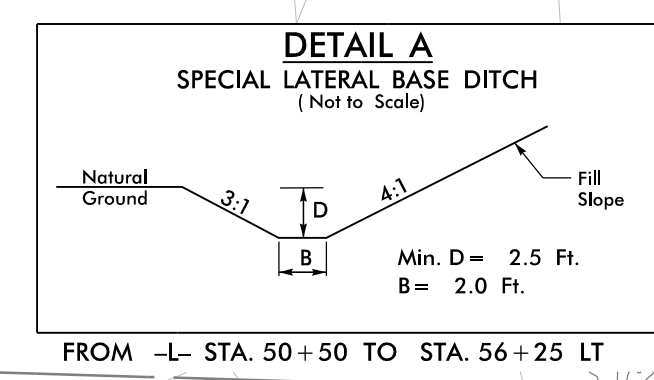 DETAIL A
SPECIAL LATERAL BASE DITCH
( Not to Scale)
Natural
Ground
3:1
D
4:1
Fill
Slope
B
Min. D = 2.5 Ft.
B= 2.0 Ft.
FROM -L- STA. 50+50 TO STA. 56+25 LT